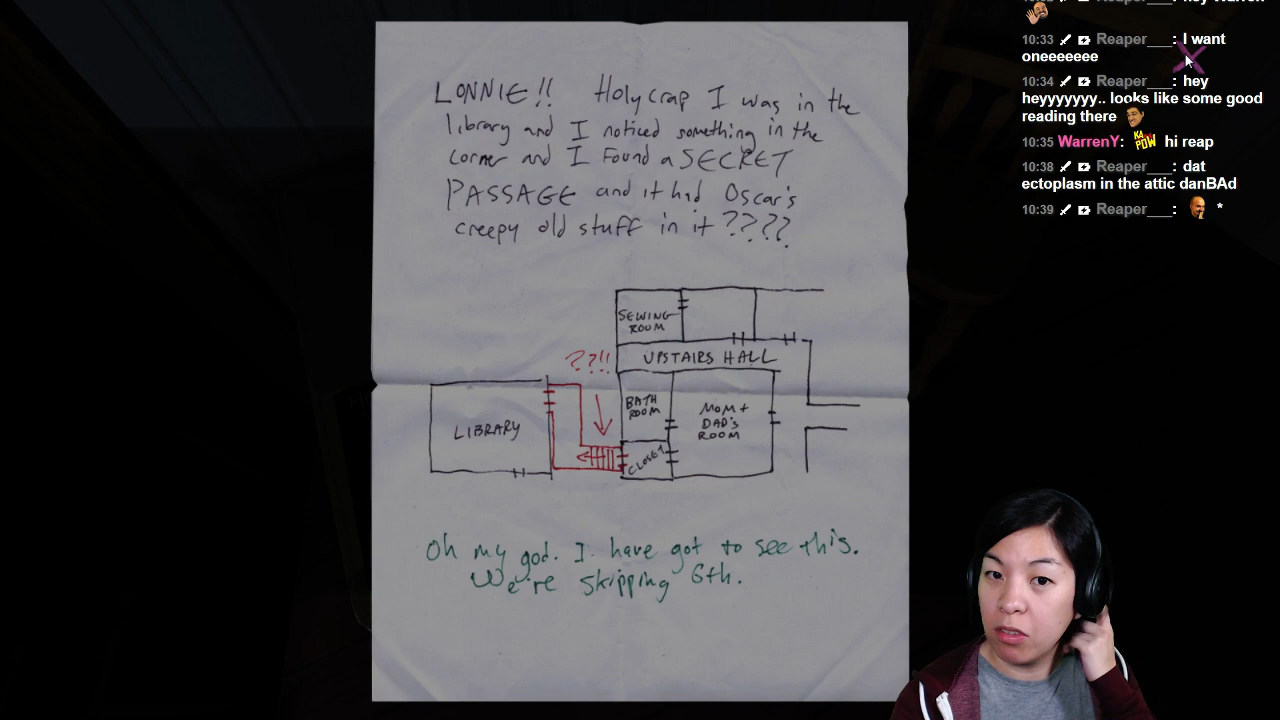 LONNIE!! Holy crap I was in the
library and I noticed something in the
corner and I found a SECRET
PASSAGE and it had Oscar's
creepy old stuff in it ????
SEWING
ROOM
UPSTAIRS HALL
??!!
BATH
ROOM
MOM +
DAD'S
ROOM
LIBRARY
CLOSET
Oh my god. I have got to see this.
We're skipping 6th.
10:33 Reaper___: I want
oneeeeeee
10:34 Reaper___: hey
heyyyyyyy.. looks like some good
reading there
10:35 WarrenY: KA POW hi reap
10:38 Reaper___: dat
ectoplasm in the attic danBAd
10:39 Reaper___: *